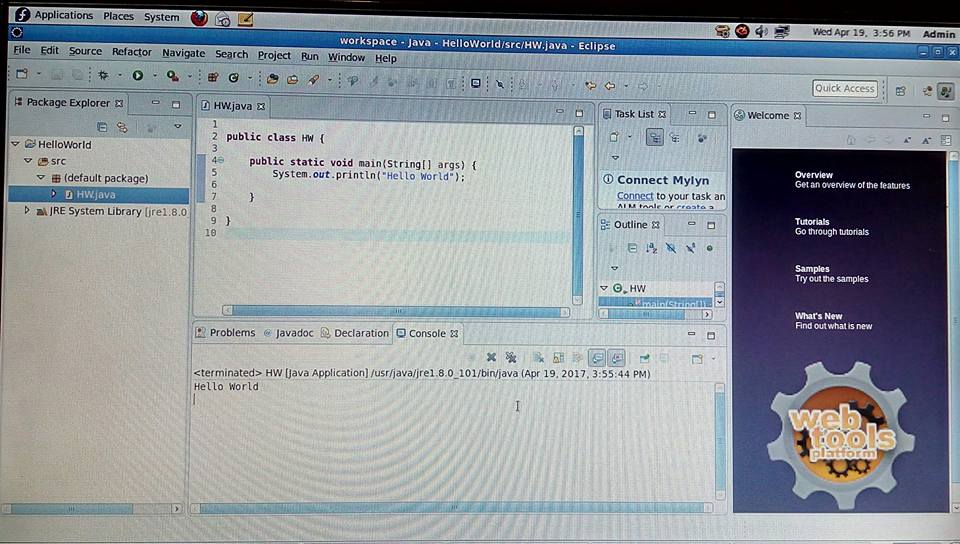 Applications Places System
Wed Apr 19, 3:56 PM Admin
workspace - Java - HelloWorld/src/HW.java - Eclipse
File Edit Source Refactor Navigate Search Project Run Window Help
Quick Access
Package Explorer
HelloWorld
src
(default package)
HW.java
JRE System Library [jre1.8.0
HW.java
1
2 public class HW {
3
4 public static void main(String[] args) {
5 System.out.println("Hello World");
6
7 }
8
9 }
10
Task List
Connect Mylyn
Connect to your task an
ALM tools or create a
Outline
HW
main(String[])
Welcome
Overview
Get an overview of the features
Tutorials
Go through tutorials
Samples
Try out the samples
What's New
Find out what is new
web
tools
platform
Problems Javadoc Declaration Console
<terminated> HW [Java Application] /usr/java/jre1.8.0_101/bin/java (Apr 19, 2017, 3:55:44 PM)
Hello World